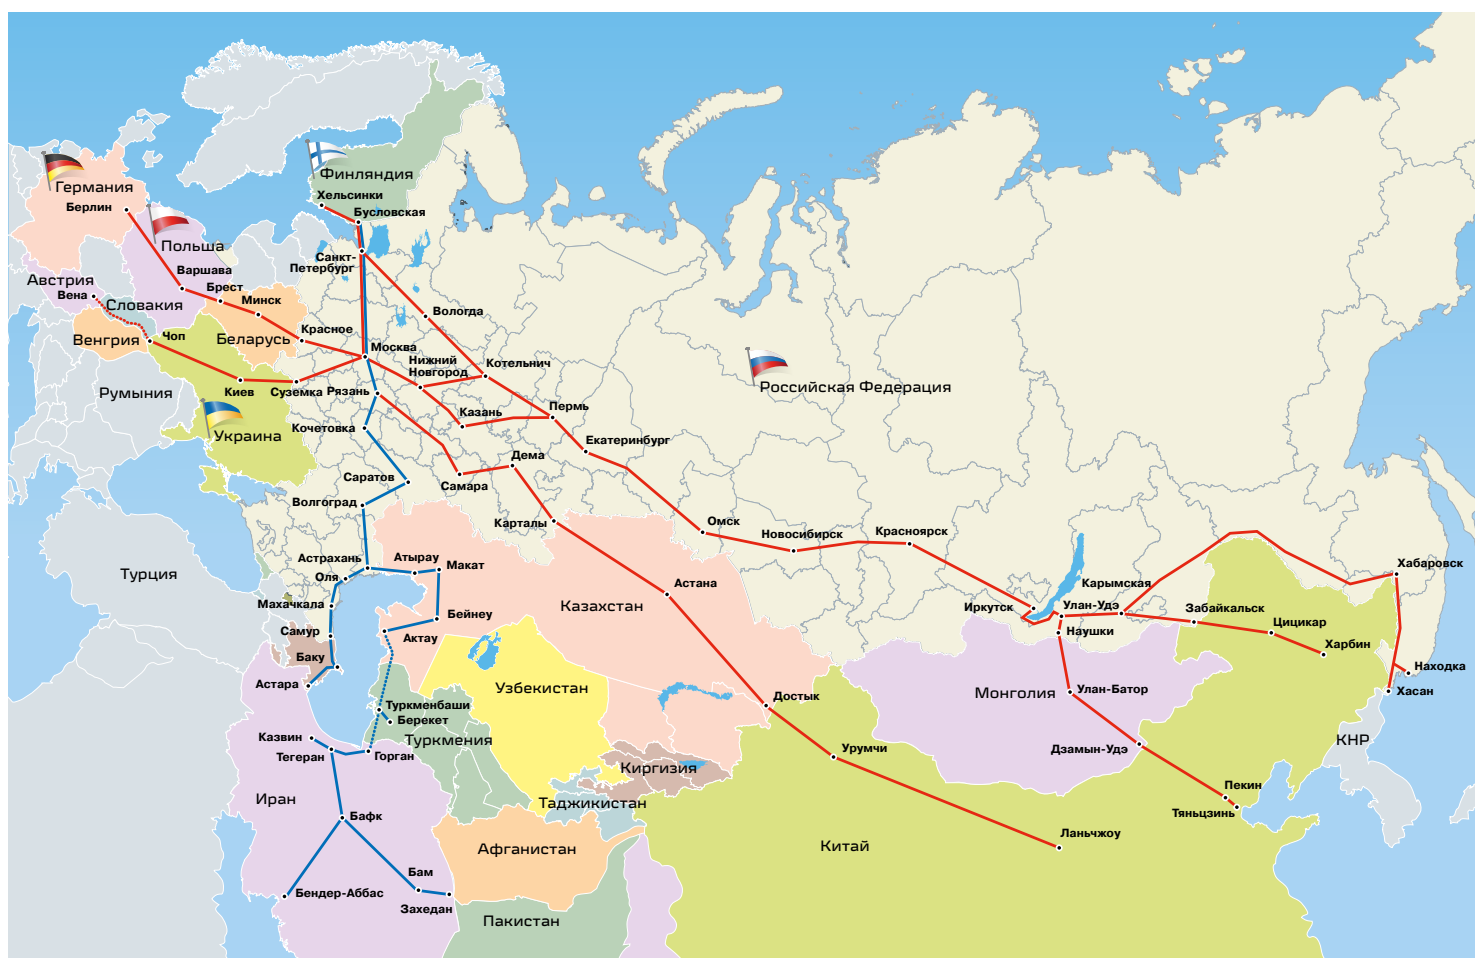 Финляндия
Хельсинки
Бусловская
Германия
Берлин
Польша
Варшава
Санкт-
Петербург
Австрия
Вена
Словакия
Брест
Минск
Вологда
Красное
Чоп
Венгрия
Беларусь
Москва
Нижний
Новгород
Котельнич
Российская Федерация
Румыния
Киев
Суземка
Рязань
Казань
Пермь
Украина
Кочетовка
Екатеринбург
Дема
Саратов
Самара
Волгоград
Карталы
Омск
Новосибирск
Красноярск
Астрахань
Атырау
Макат
Хабаровск
Турция
Оля
Астана
Карымская
Махачкала
Бейнеу
Казахстан
Иркутск
Улан-Удэ
Забайкальск
Самур
Актау
Наушки
Цицикар
Баку
Харбин
Астара
Узбекистан
Находка
Монголия
Улан-Батор
Хасан
Туркменбаши
Достык
Берекет
Казвин
Туркмения
КНР
Тегеран
Горган
Урумчи
Дзамын-Удэ
Киргизия
Пекин
Иран
Таджикистан
Тяньцзинь
Бафк
Ланьчжоу
Афганистан
Китай
Бам
Бендер-Аббас
Захедан
Пакистан